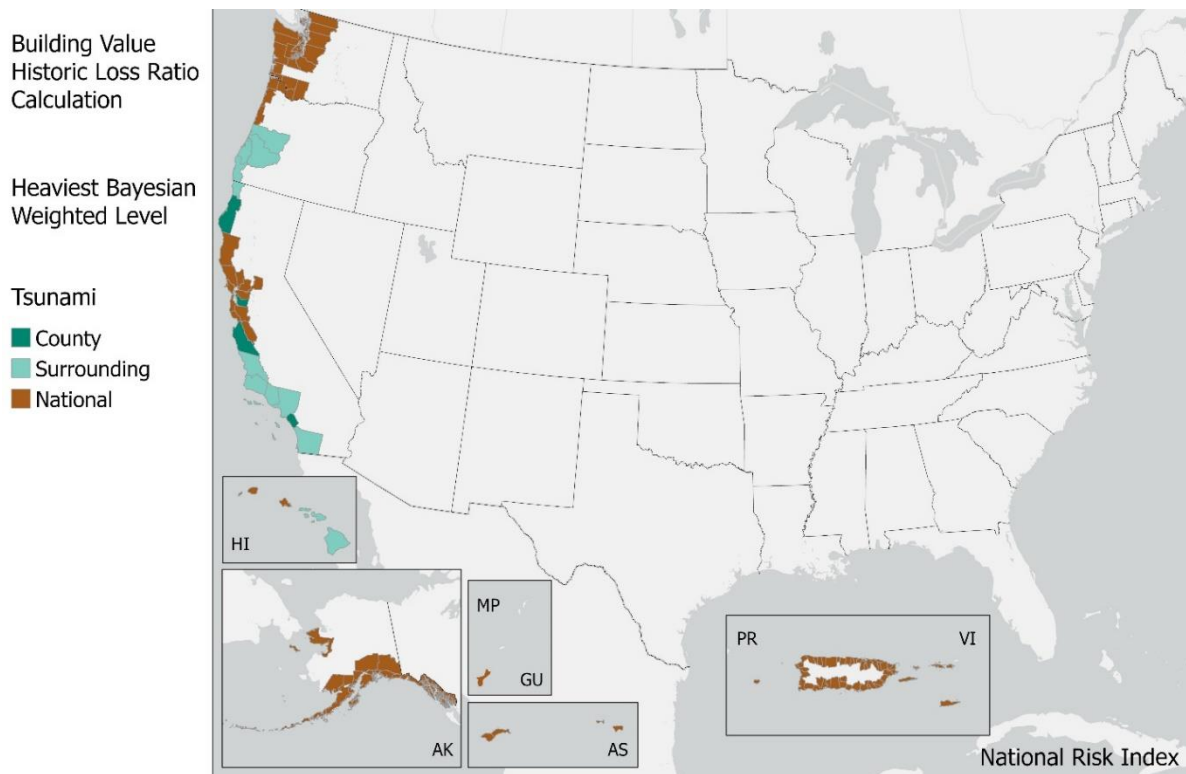 Building Value
Historic Loss Ratio
Calculation
Heaviest Bayesian
Weighted Level
Tsunami
County
Surrounding
National
HI
AK
MP
GU
AS
PR
VI
National Risk Index